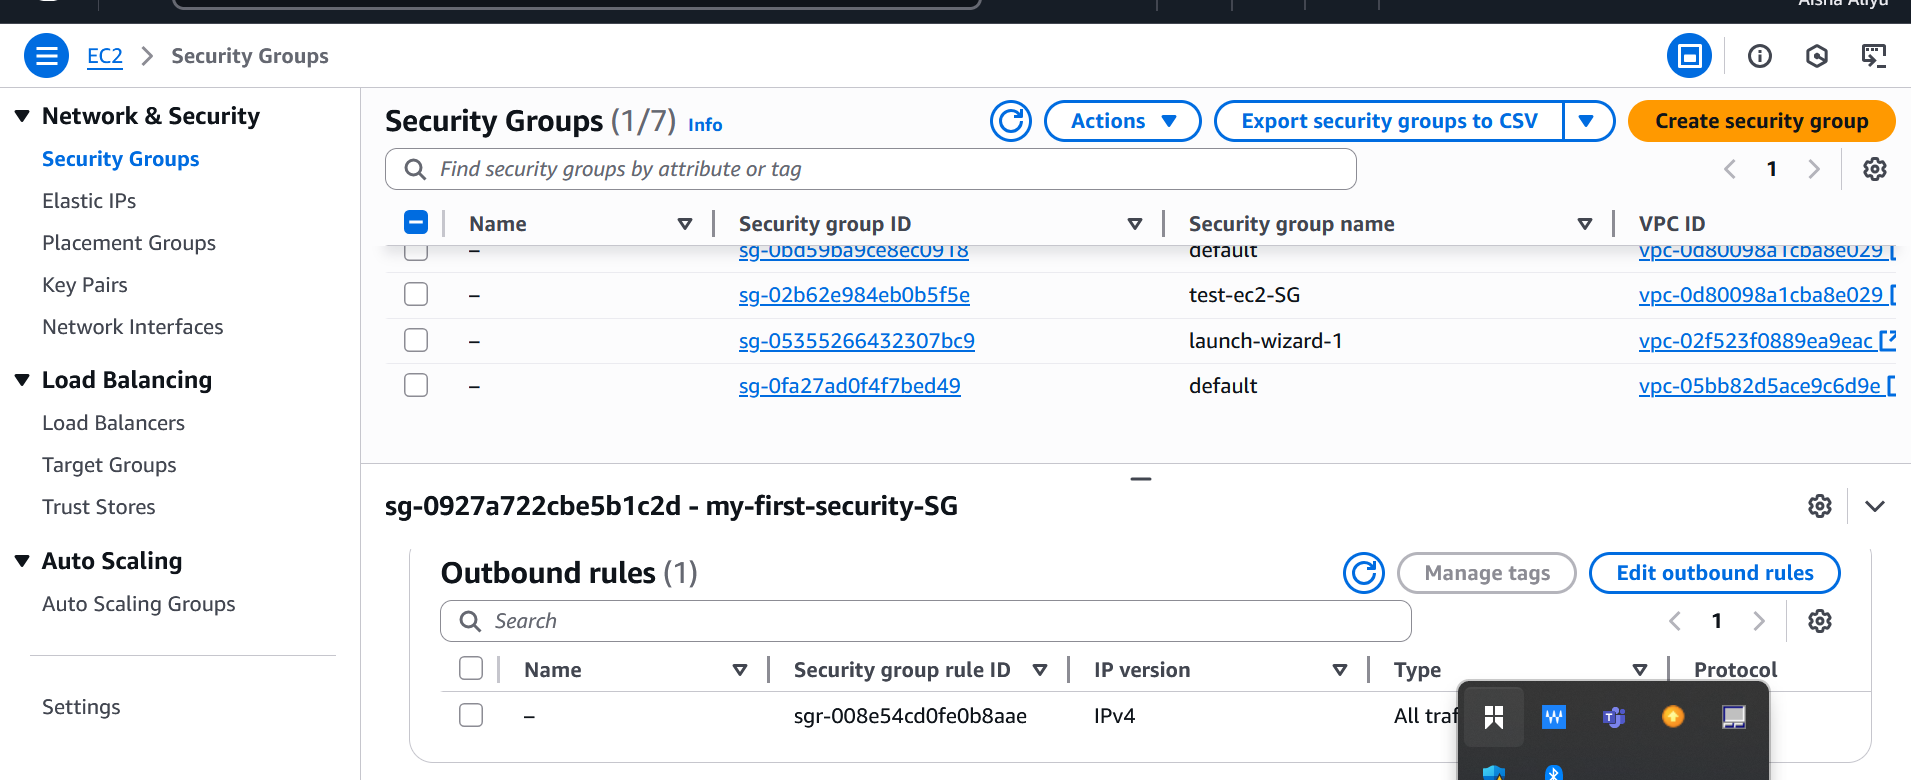 Aisha Aliyu
EC2 > Security Groups
Network & Security
Security Groups
Elastic IPs
Placement Groups
Key Pairs
Network Interfaces
Load Balancing
Load Balancers
Target Groups
Trust Stores
Auto Scaling
Auto Scaling Groups
Settings
Security Groups (1/7) Info
Actions
Export security groups to CSV
Create security group
Find security groups by attribute or tag
1
Name Security group ID Security group name VPC ID
– sg-0bd59ba9ce8ec0918 default vpc-0d80098a1cba8e029
– sg-02b62e984eb0b5f5e test-ec2-SG vpc-0d80098a1cba8e029
– sg-05355266432307bc9 launch-wizard-1 vpc-02f523f0889ea9eac
– sg-0fa27ad0f4f7bed49 default vpc-05bb82d5ace9c6d9e
sg-0927a722cbe5b1c2d - my-first-security-SG
Outbound rules (1)
Manage tags
Edit outbound rules
Search
1
Name Security group rule ID IP version Type Protocol
– sgr-008e54cd0fe0b8aae IPv4 All traf